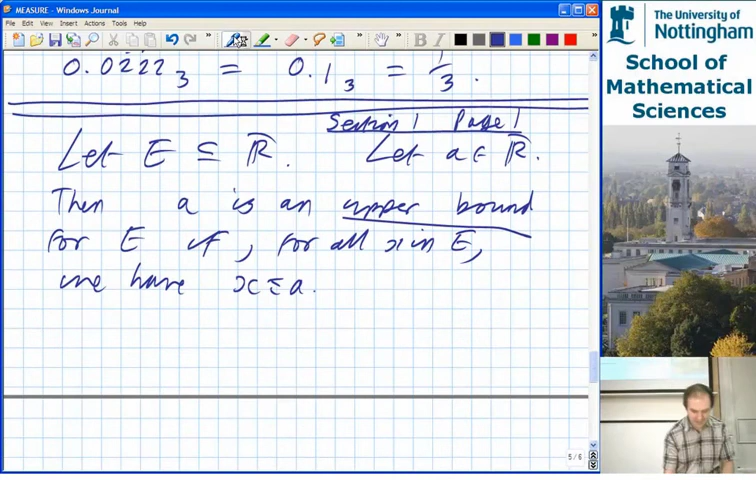 MEASURE - Windows Journal
File Edit View Insert Actions Tools Help
B
0.0222₃ = 0.1₃ = 1/3 .
Section 1 Page 1
Let E ⊆ ℝ. Let a ∈ ℝ.
Then a is an upper bound
for E if, for all x in E,
we have x ≤ a.
5/6
The University of
Nottingham
School of
Mathematical
Sciences